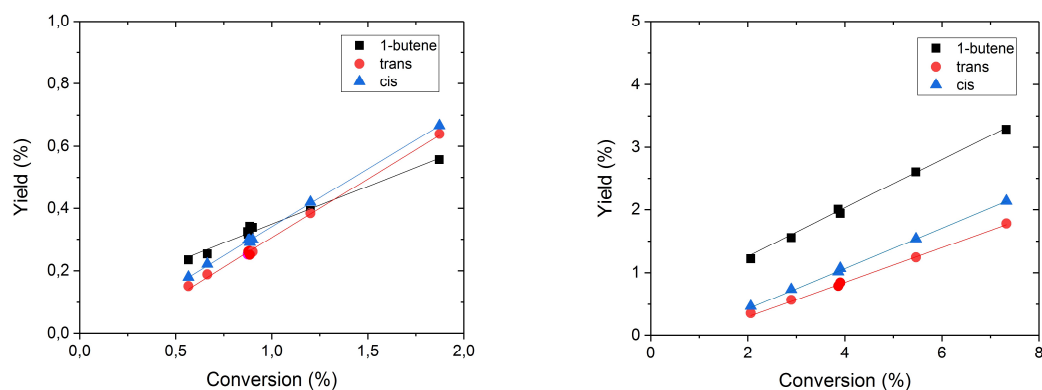 1,0
0,8
0,6
0,4
0,2
0,0
Yield (%)
1-butene
trans
cis
0,0
0,5
1,0
1,5
2,0
Conversion (%)
5
4
3
2
1
0
Yield (%)
1-butene
trans
cis
0
2
4
6
8
Conversion (%)